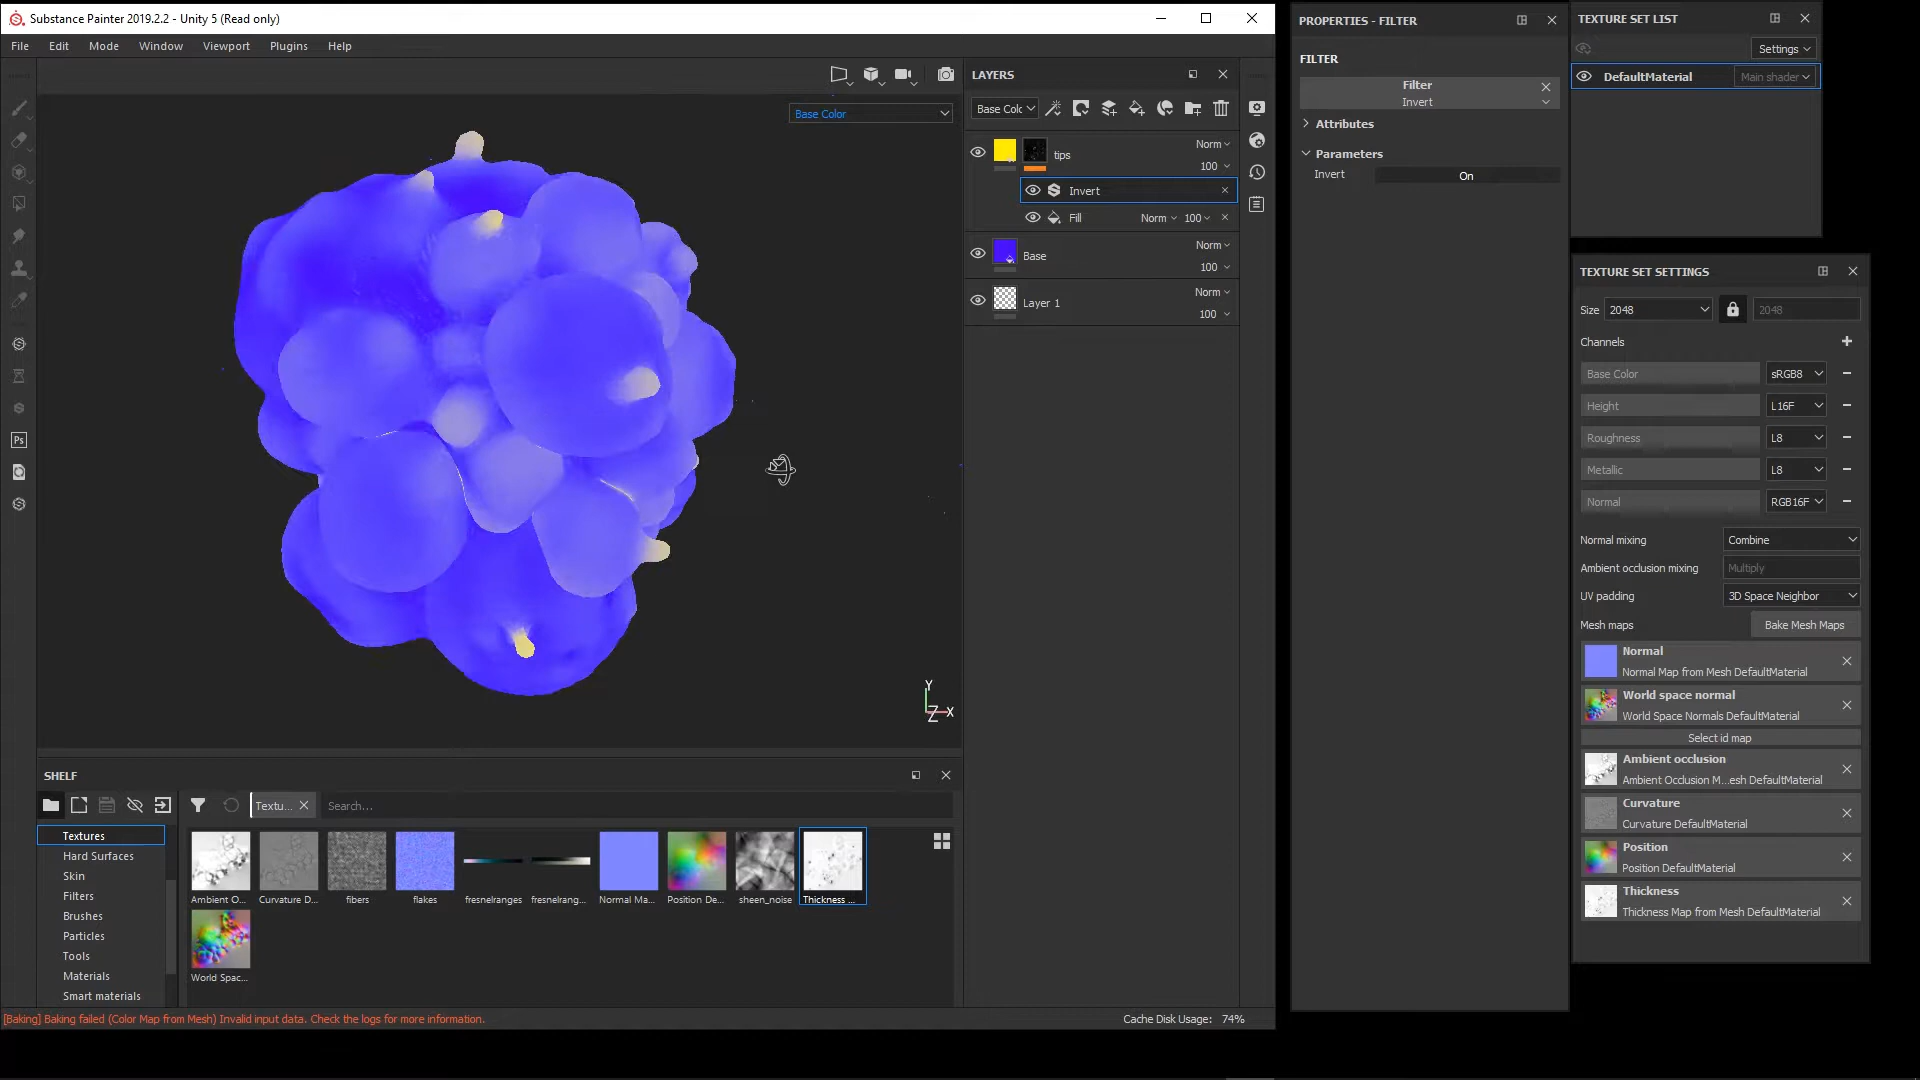 Substance Painter 2019.2.2 - Unity 5 (Read only)
File Edit Mode Window Viewport Plugins Help
Base Color
LAYERS
Base Colc
tips
Norm
100
Invert
Fill Norm 100
Base
Norm
100
Layer 1
Norm
100
Y
Z X
Ps
SHELF
Textu...
Search...
Textures
Hard Surfaces
Skin
Filters
Brushes
Particles
Tools
Materials
Smart materials
Ambient O...
Curvature D...
fibers
flakes
fresnelranges
fresnelrang...
Normal Ma...
Position De...
sheen_noise
Thickness ...
World Spac...
[Baking] Baking failed (Color Map from Mesh) Invalid input data. Check the logs for more information.
Cache Disk Usage: 74%
PROPERTIES - FILTER
FILTER
Filter
Invert
Attributes
Parameters
Invert On
TEXTURE SET LIST
Settings
DefaultMaterial Main shader
TEXTURE SET SETTINGS
Size 2048 2048
Channels
Base Color sRGB8
Height L16F
Roughness L8
Metallic L8
Normal RGB16F
Normal mixing Combine
Ambient occlusion mixing Multiply
UV padding 3D Space Neighbor
Mesh maps Bake Mesh Maps
Normal
Normal Map from Mesh DefaultMaterial
World space normal
World Space Normals DefaultMaterial
Select id map
Ambient occlusion
Ambient Occlusion M...esh DefaultMaterial
Curvature
Curvature DefaultMaterial
Position
Position DefaultMaterial
Thickness
Thickness Map from Mesh DefaultMaterial